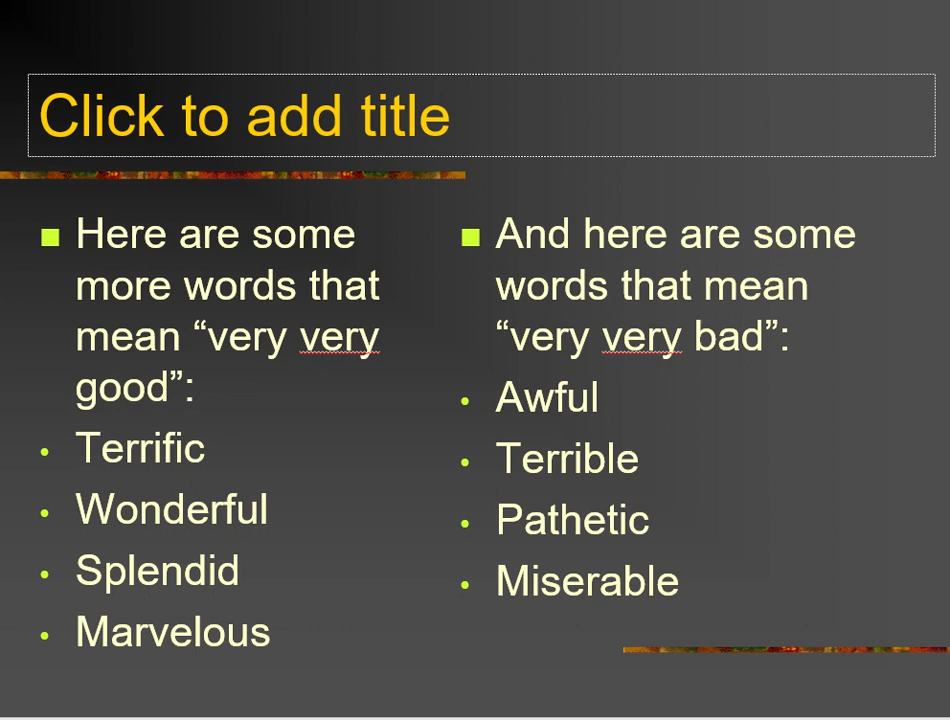 Click to add title
Here are some
more words that
mean “very very
good”:
Terrific
Wonderful
Splendid
Marvelous
And here are some
words that mean
“very very bad”:
Awful
Terrible
Pathetic
Miserable